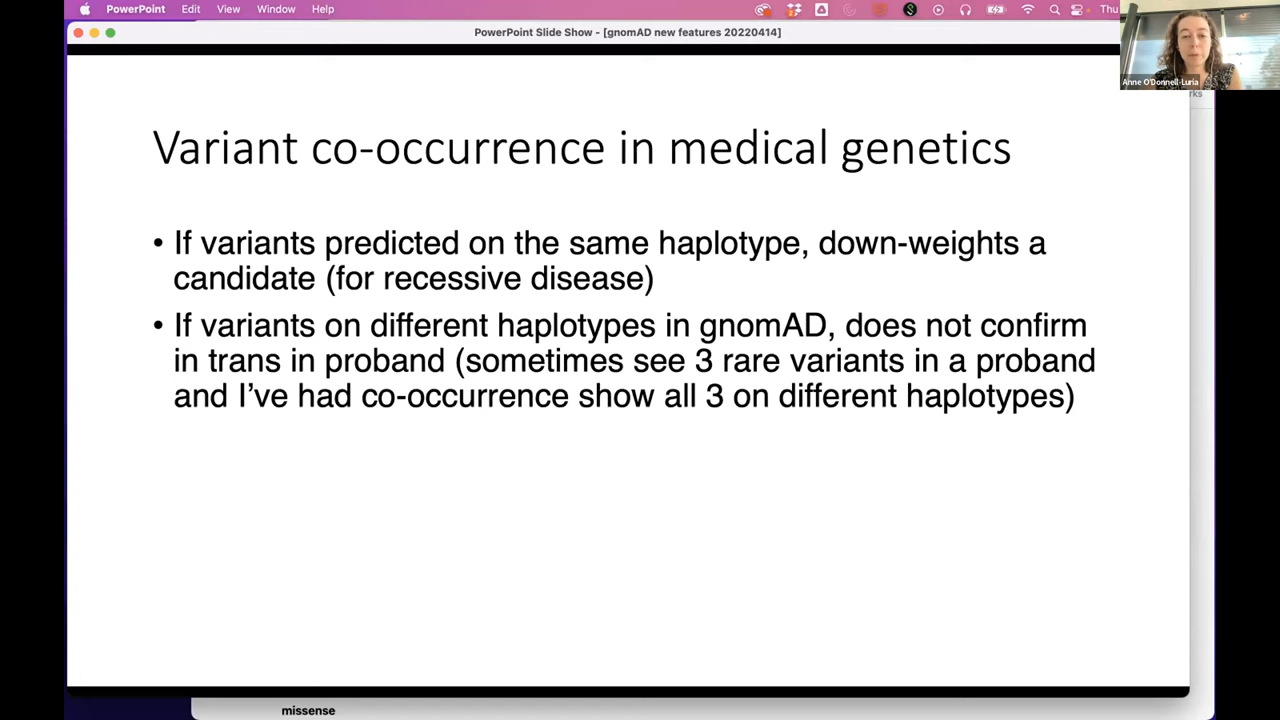 PowerPoint Edit View Window Help Thu
PowerPoint Slide Show - [gnomAD new features 20220414]
Anne O'Donnell-Luria
Variant co-occurrence in medical genetics
• If variants predicted on the same haplotype, down-weights a
candidate (for recessive disease)
• If variants on different haplotypes in gnomAD, does not confirm
in trans in proband (sometimes see 3 rare variants in a proband
and I've had co-occurrence show all 3 on different haplotypes)
missense